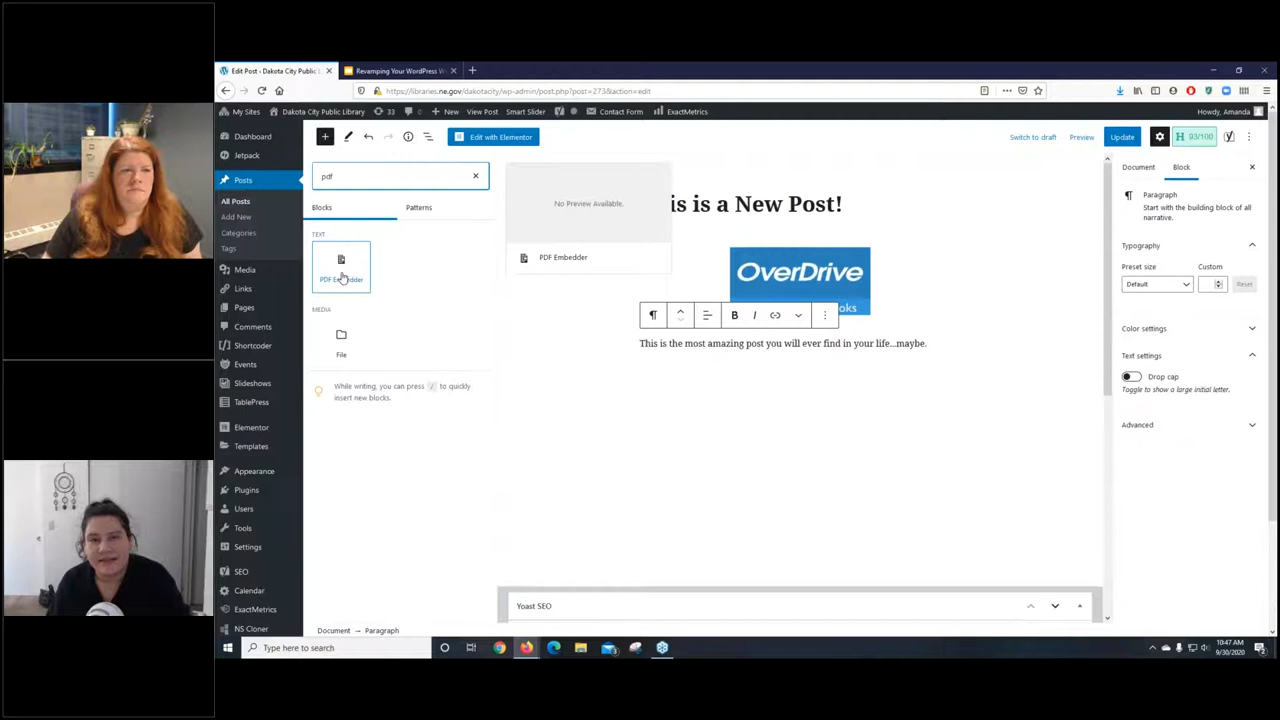 Edit Post ‹ Dakota City Public L
Revamping Your WordPress W
https://libraries.ne.gov/dakotacity/wp-admin/post.php?post=273&action=edit
My Sites
Dakota City Public Library
33
New
View Post
Smart Slider
Contact Form
ExactMetrics
Howdy, Amanda
Dashboard
Jetpack
Posts
All Posts
Add New
Categories
Tags
Media
Links
Pages
Comments
Shortcoder
Events
Slideshows
TablePress
Elementor
Templates
Appearance
Plugins
Users
Tools
Settings
SEO
Calendar
ExactMetrics
NS Cloner
Edit with Elementor
Switch to draft
Preview
Update
H 93/100
pdf
Blocks
Patterns
TEXT
PDF Embedder
MEDIA
File
While writing, you can press / to quickly
insert new blocks.
No Preview Available.
PDF Embedder
is is a New Post!
OverDrive
oks
B
I
This is the most amazing post you will ever find in your life...maybe.
Yoast SEO
Document → Paragraph
Document
Block
Paragraph
Start with the building block of all
narrative.
Typography
Preset size
Custom
Default
Reset
Color settings
Text settings
Drop cap
Toggle to show a large initial letter.
Advanced
Type here to search
10:47 AM
9/30/2020